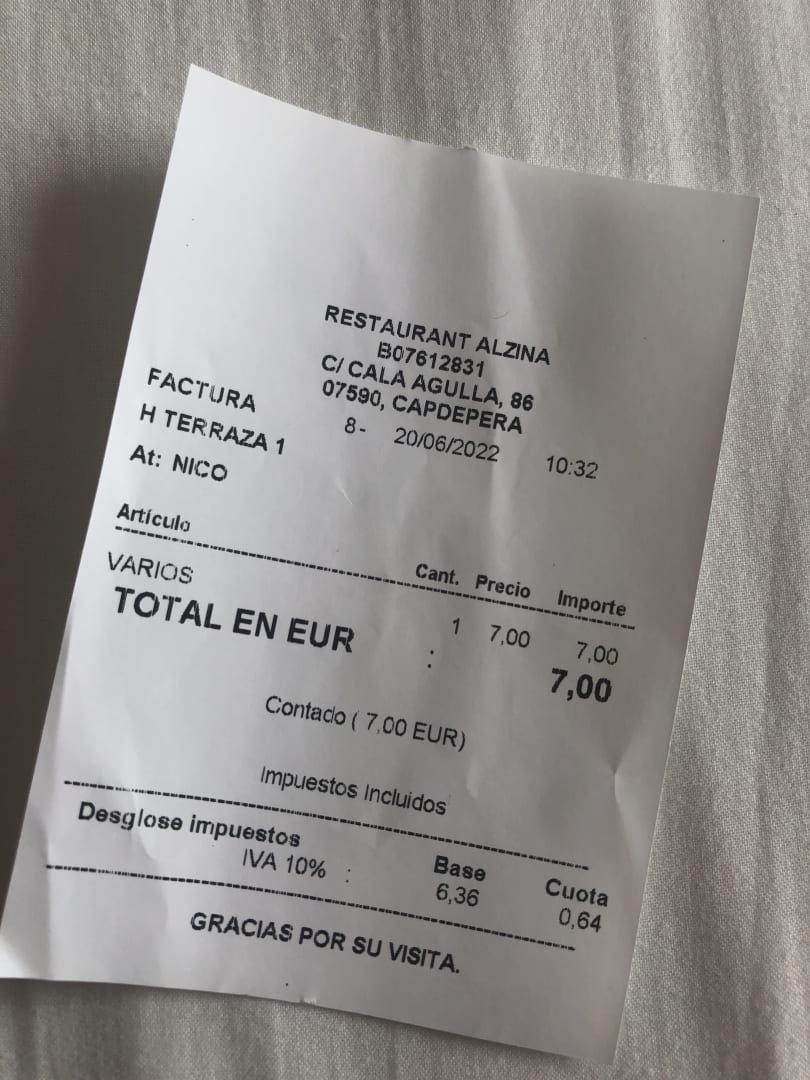 RESTAURANT ALZINA
B07612831
C/ CALA AGULLA, 86
07590, CAPDEPERA
FACTURA 8- 20/06/2022 10:32
H TERRAZA 1
At: NICO
Artículo Cant. Precio Importe
VARIOS 1 7,00 7,00
TOTAL EN EUR : 7,00
Contado ( 7,00 EUR)
Impuestos Incluidos
Desglose impuestos Base Cuota
IVA 10% : 6,36 0,64
GRACIAS POR SU VISITA.